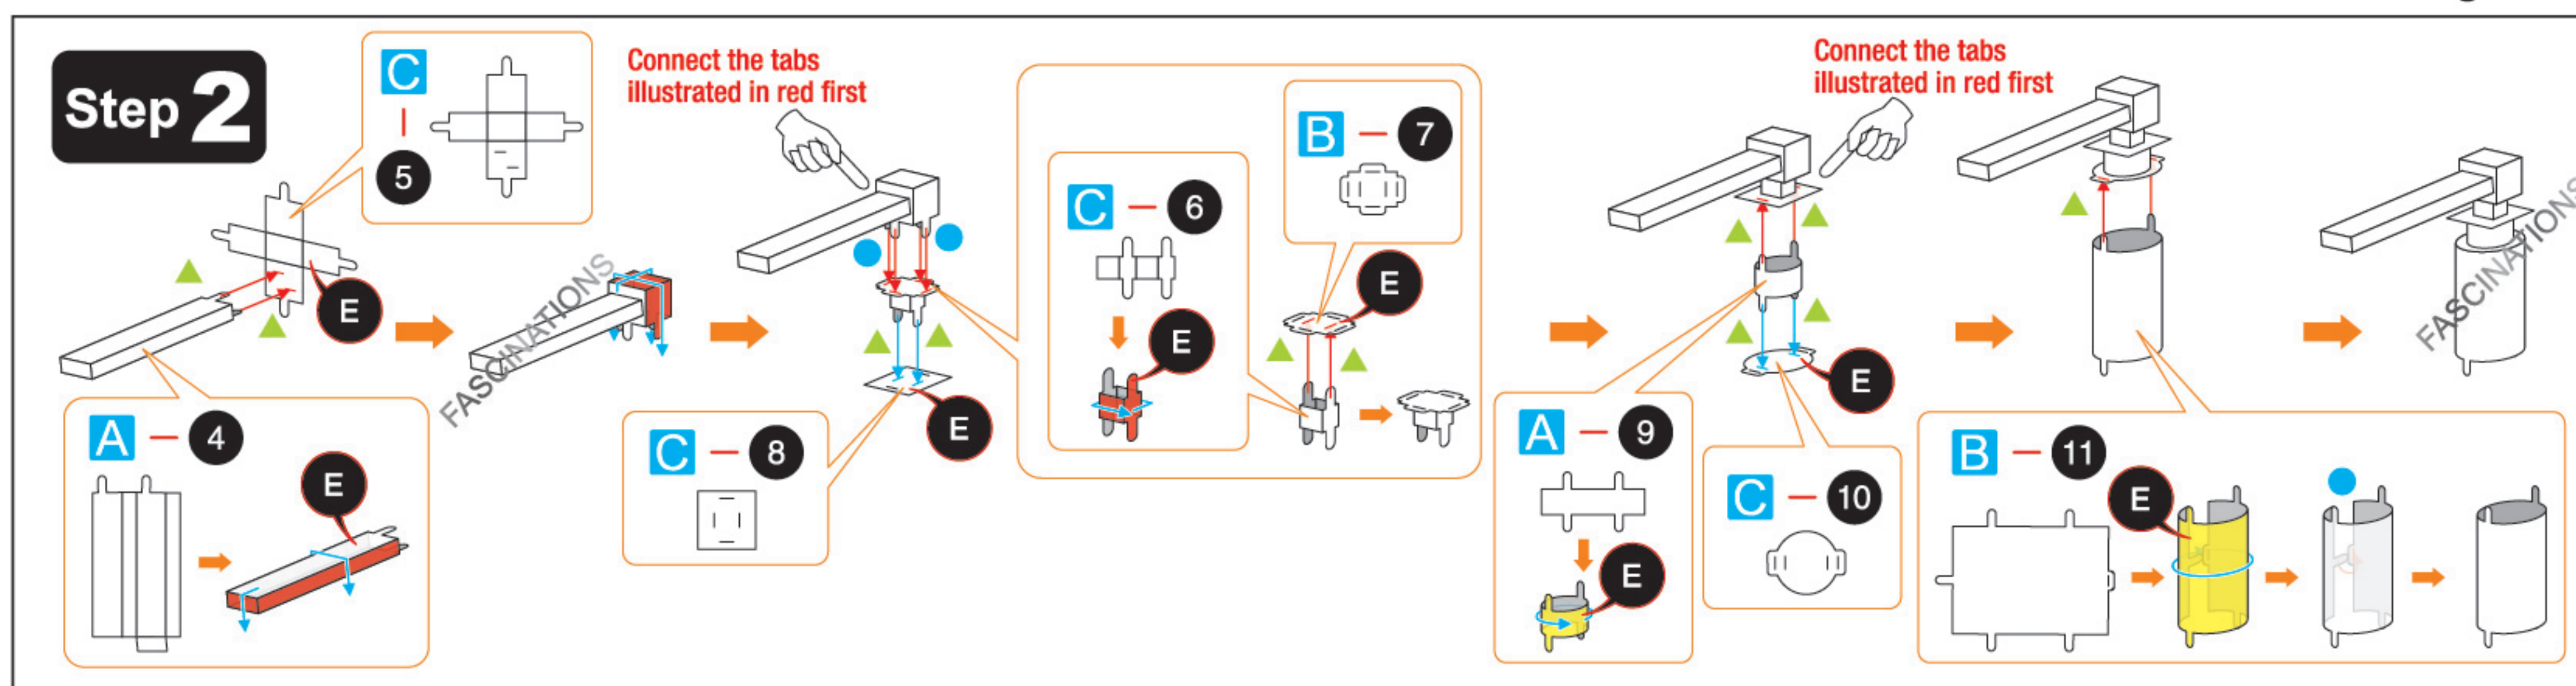 Step 2
C
5
E
A – 4
E
FASCINATIONS
Connect the tabs
illustrated in red first
E
C – 8
C – 6
E
B – 7
E
Connect the tabs
illustrated in red first
E
A – 9
E
C – 10
B – 11
E
FASCINATIONS